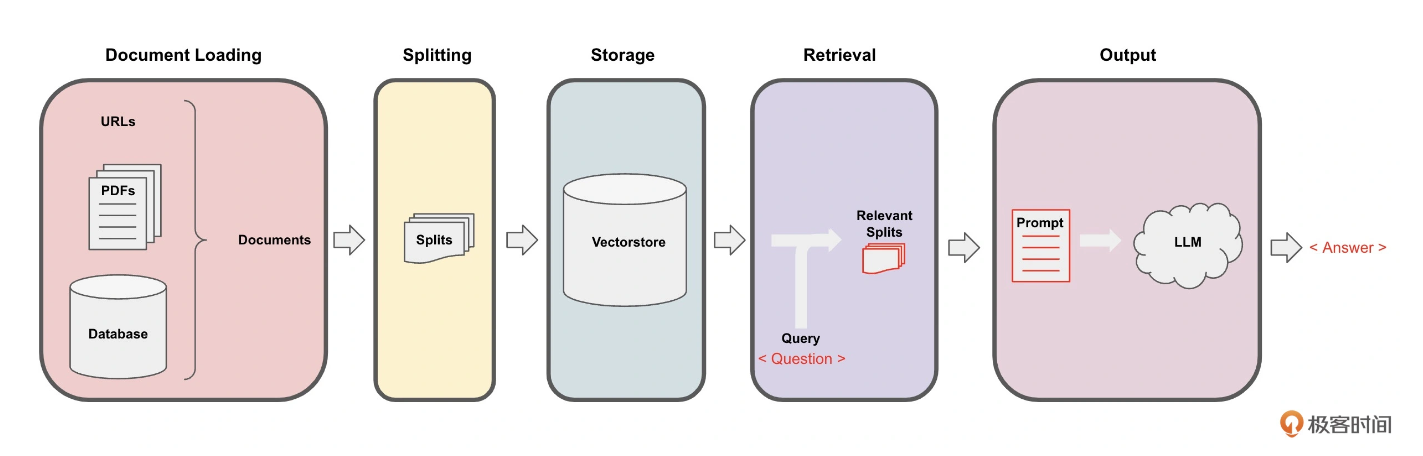 Document Loading
Splitting
Storage
Retrieval
Output
URLs
PDFs
Documents
Database
Splits
Vectorstore
Relevant
Splits
Query
< Question >
Prompt
LLM
< Answer >
极客时间